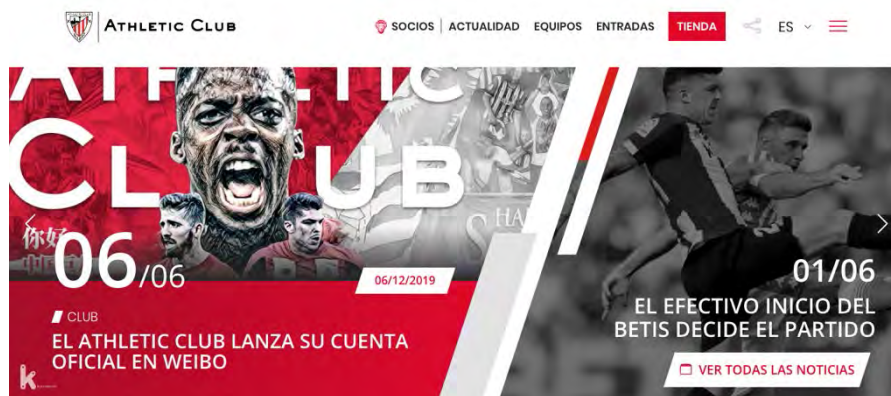 ATHLETIC CLUB
SOCIOS
ACTUALIDAD
EQUIPOS
ENTRADAS
TIENDA
ES
ATHLETIC
CLUB
你好
中国
06/06
06/12/2019
CLUB
EL ATHLETIC CLUB LANZA SU CUENTA
OFICIAL EN WEIBO
01/06
EL EFECTIVO INICIO DEL
BETIS DECIDE EL PARTIDO
VER TODAS LAS NOTICIAS